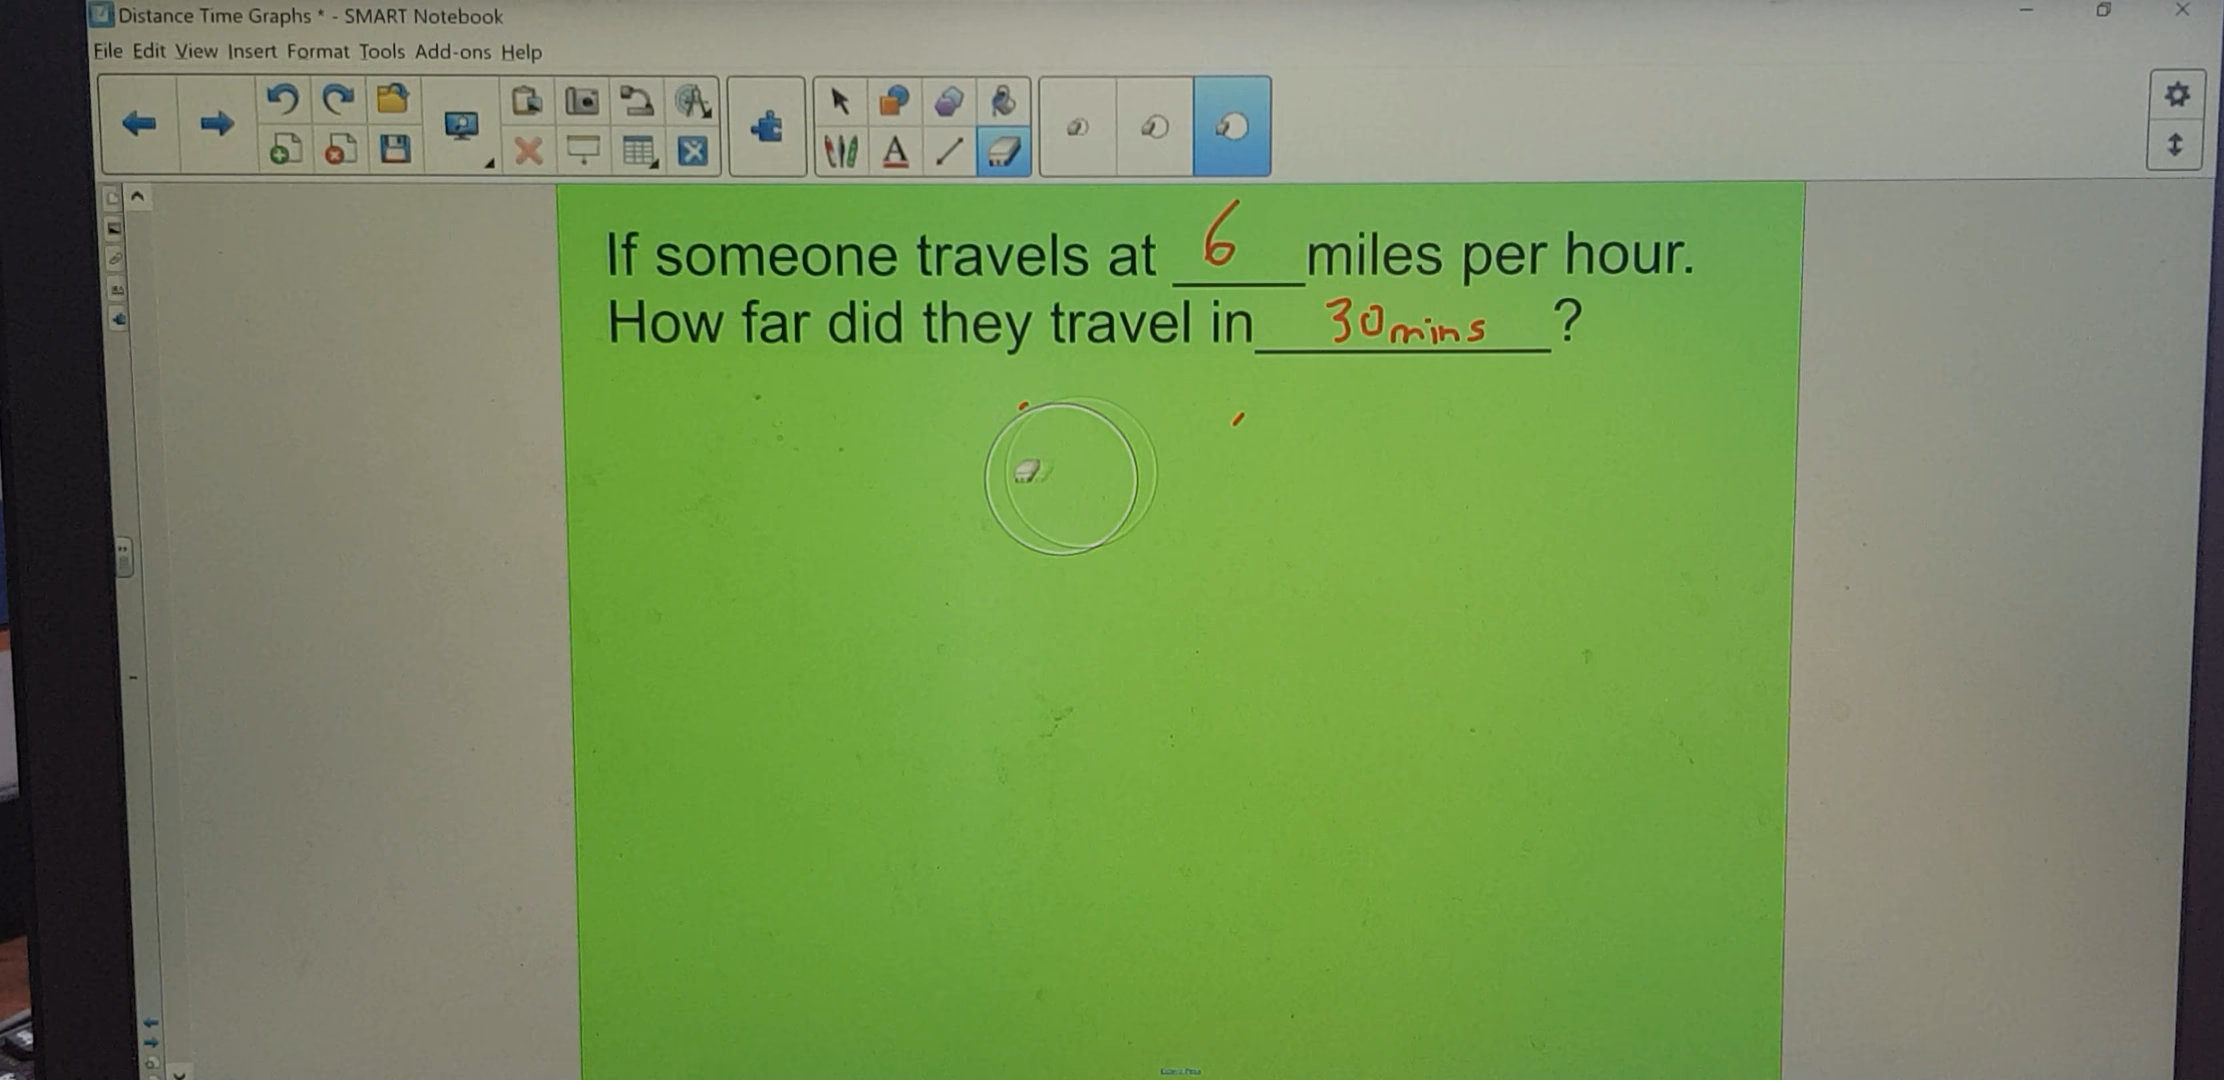 Distance Time Graphs * - SMART Notebook
File Edit View Insert Format Tools Add-ons Help
If someone travels at 6 miles per hour.
How far did they travel in 30mins ?